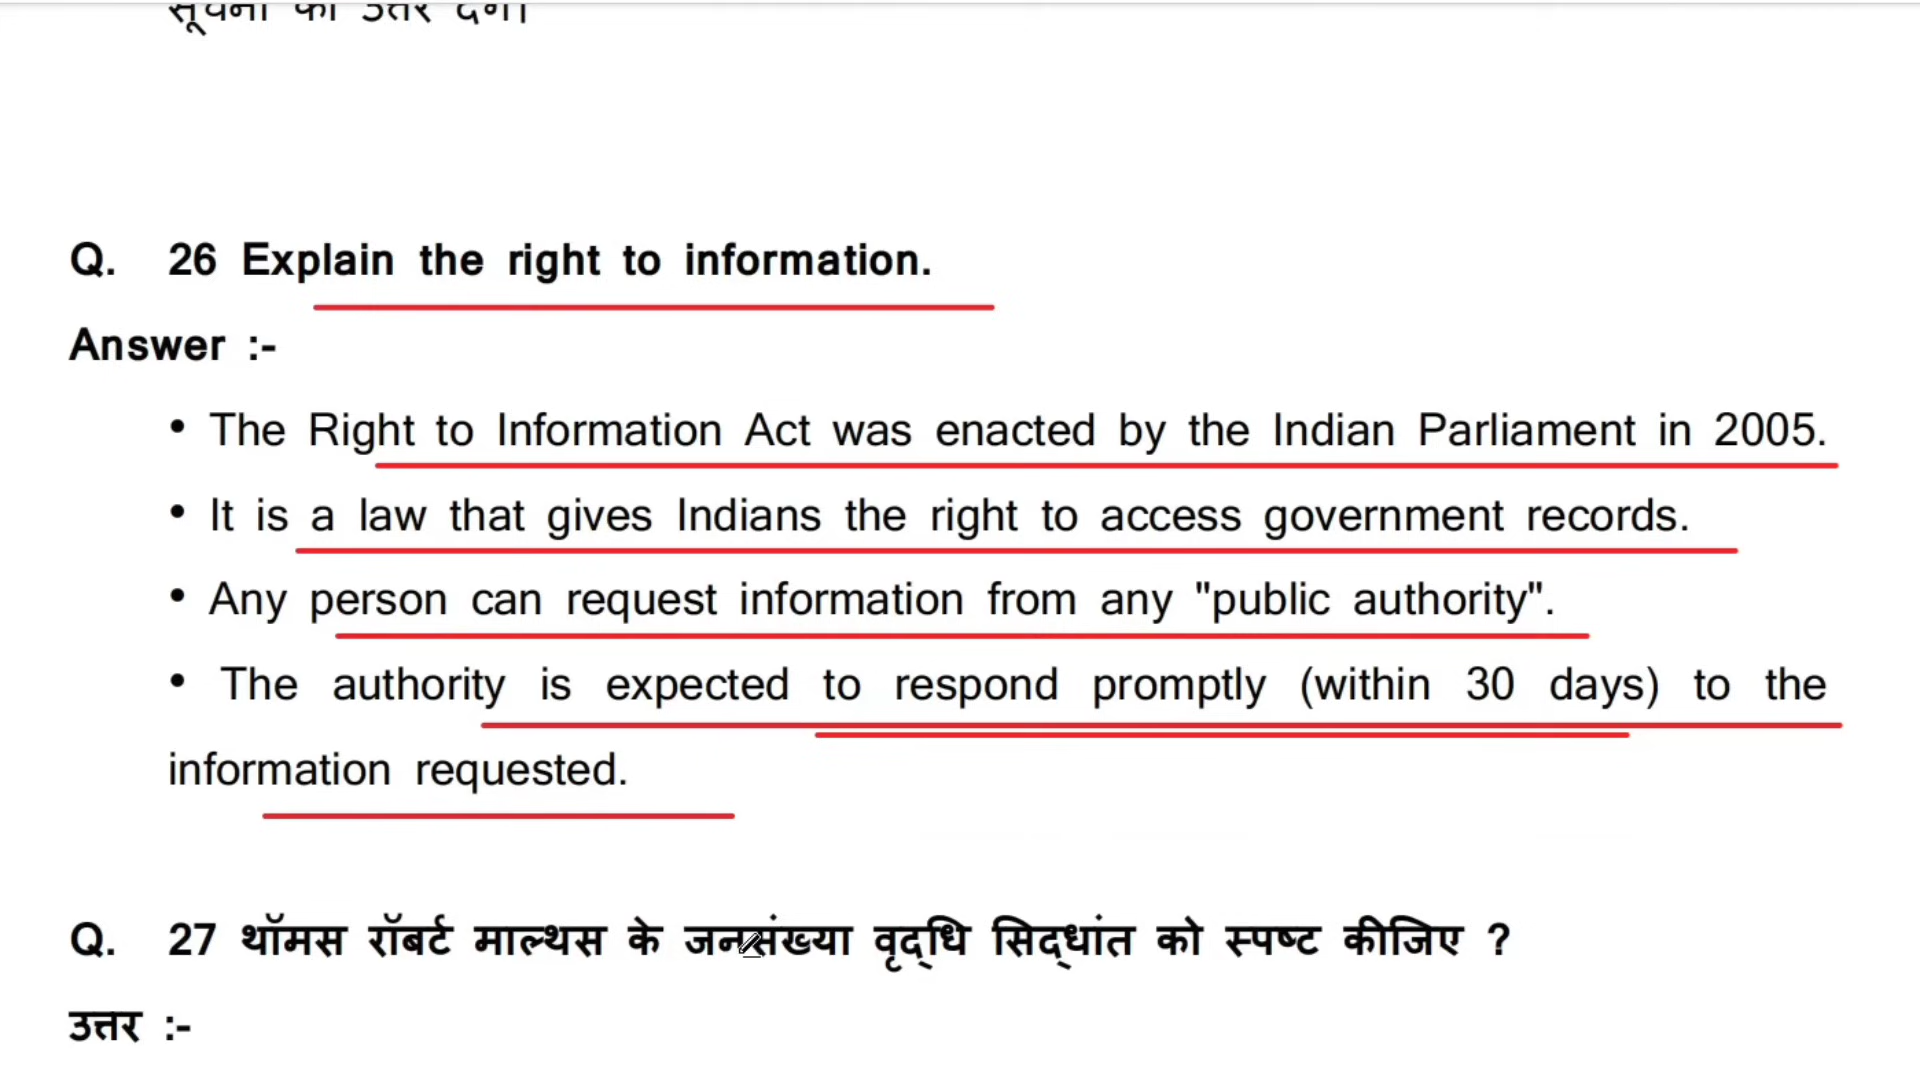 सूचना का उत्तर देगा।
Q. 26 Explain the right to information.
Answer :-
• The Right to Information Act was enacted by the Indian Parliament in 2005.
• It is a law that gives Indians the right to access government records.
• Any person can request information from any "public authority".
• The authority is expected to respond promptly (within 30 days) to the
information requested.
Q. 27 थॉमस रॉबर्ट माल्थस के जनसंख्या वृद्धि सिद्धांत को स्पष्ट कीजिए ?
उत्तर :-